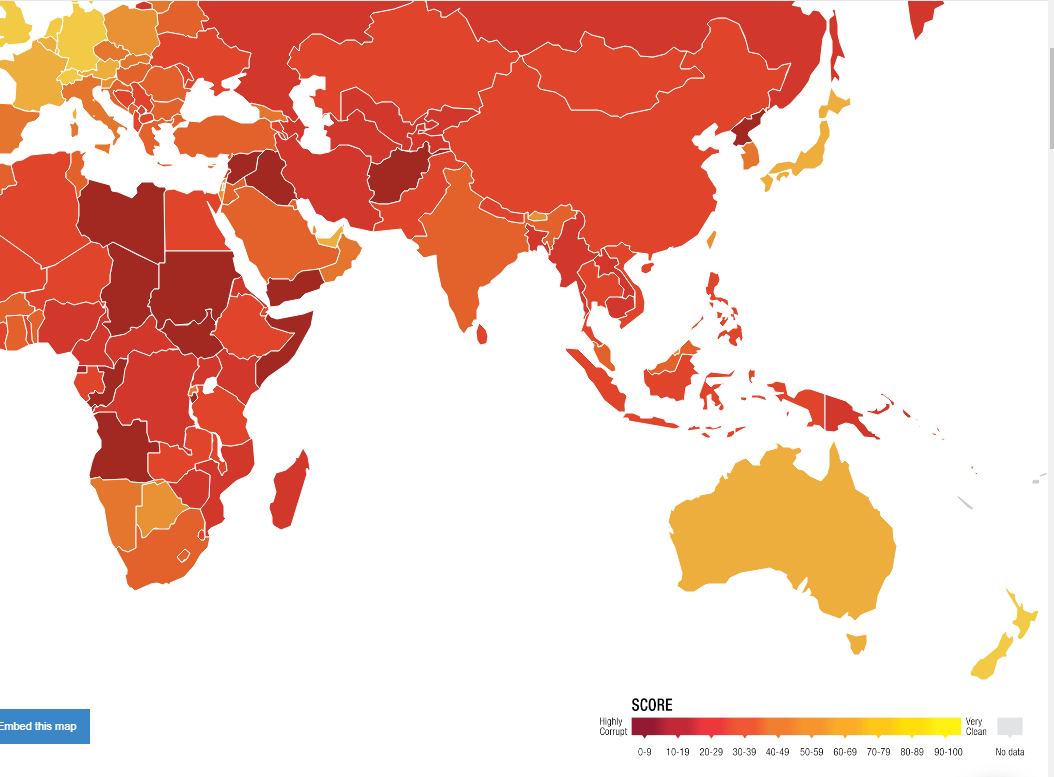 Embed this map
SCORE
Highly
Corrupt
Very
Clean
0-9 10-19 20-29 30-39 40-49 50-59 60-69 70-79 80-89 90-100 No data